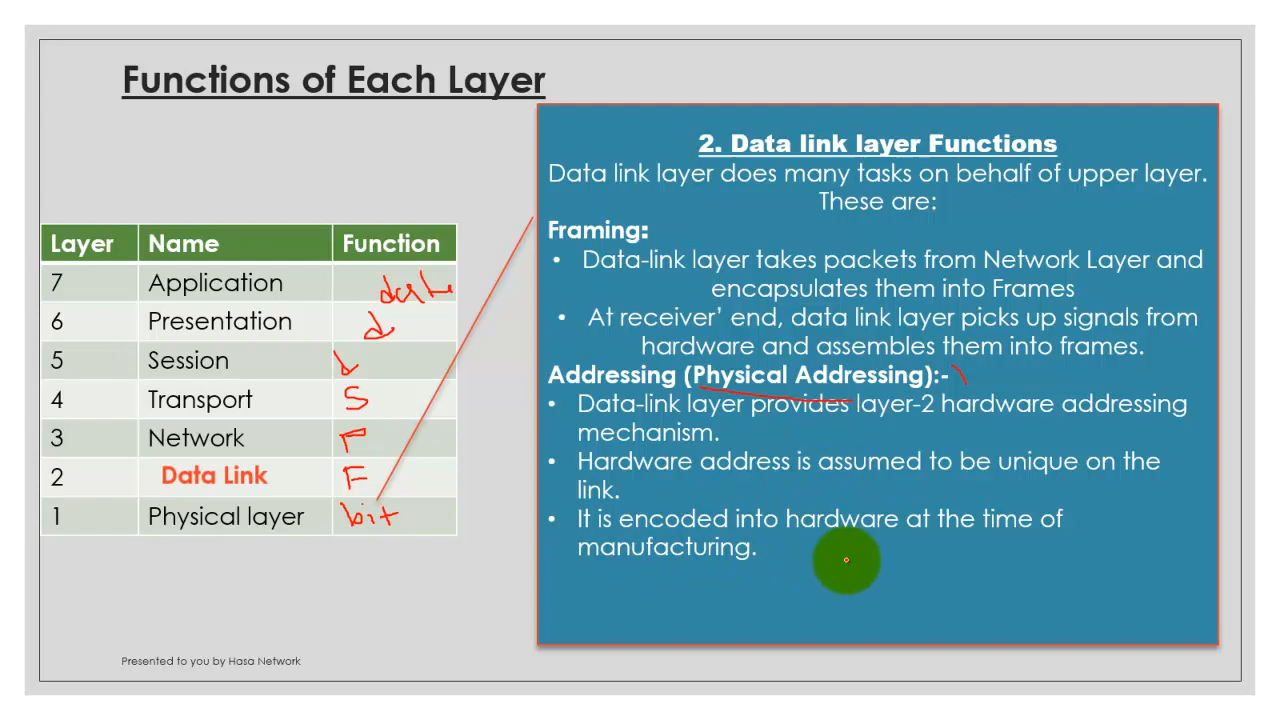 Functions of Each Layer
Layer Name Function
7 Application data
6 Presentation d
5 Session d
4 Transport S
3 Network
2 Data Link F
1 Physical layer bit
2. Data link layer Functions
Data link layer does many tasks on behalf of upper layer.
These are:
Framing:
• Data-link layer takes packets from Network Layer and
encapsulates them into Frames
• At receiver’ end, data link layer picks up signals from
hardware and assembles them into frames.
Addressing (Physical Addressing):-
• Data-link layer provides layer-2 hardware addressing
mechanism.
• Hardware address is assumed to be unique on the
link.
• It is encoded into hardware at the time of
manufacturing.
Presented to you by Hasa Network